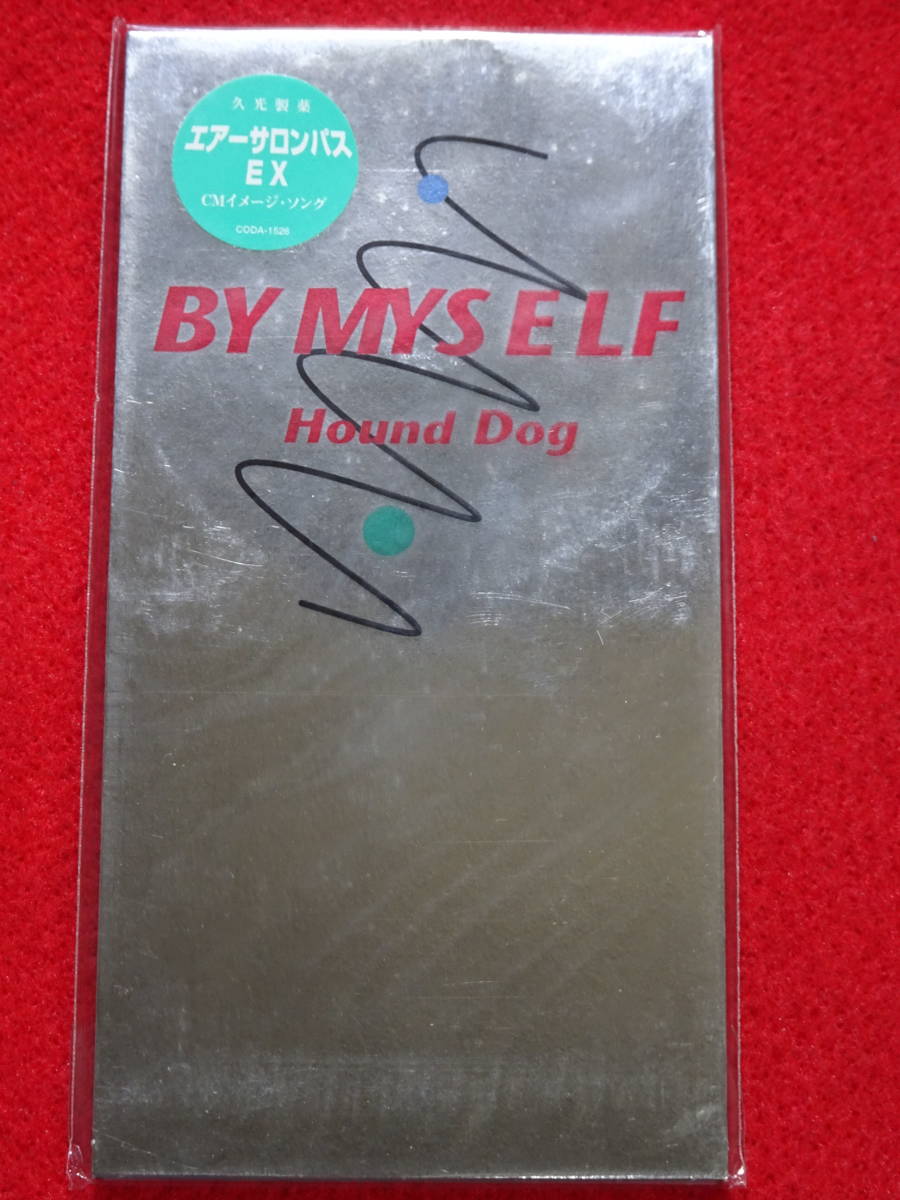 久光製薬
エアーサロンパス
EX
CMイメージ・ソング
CODA-1526
BY MYSELF
Hound Dog